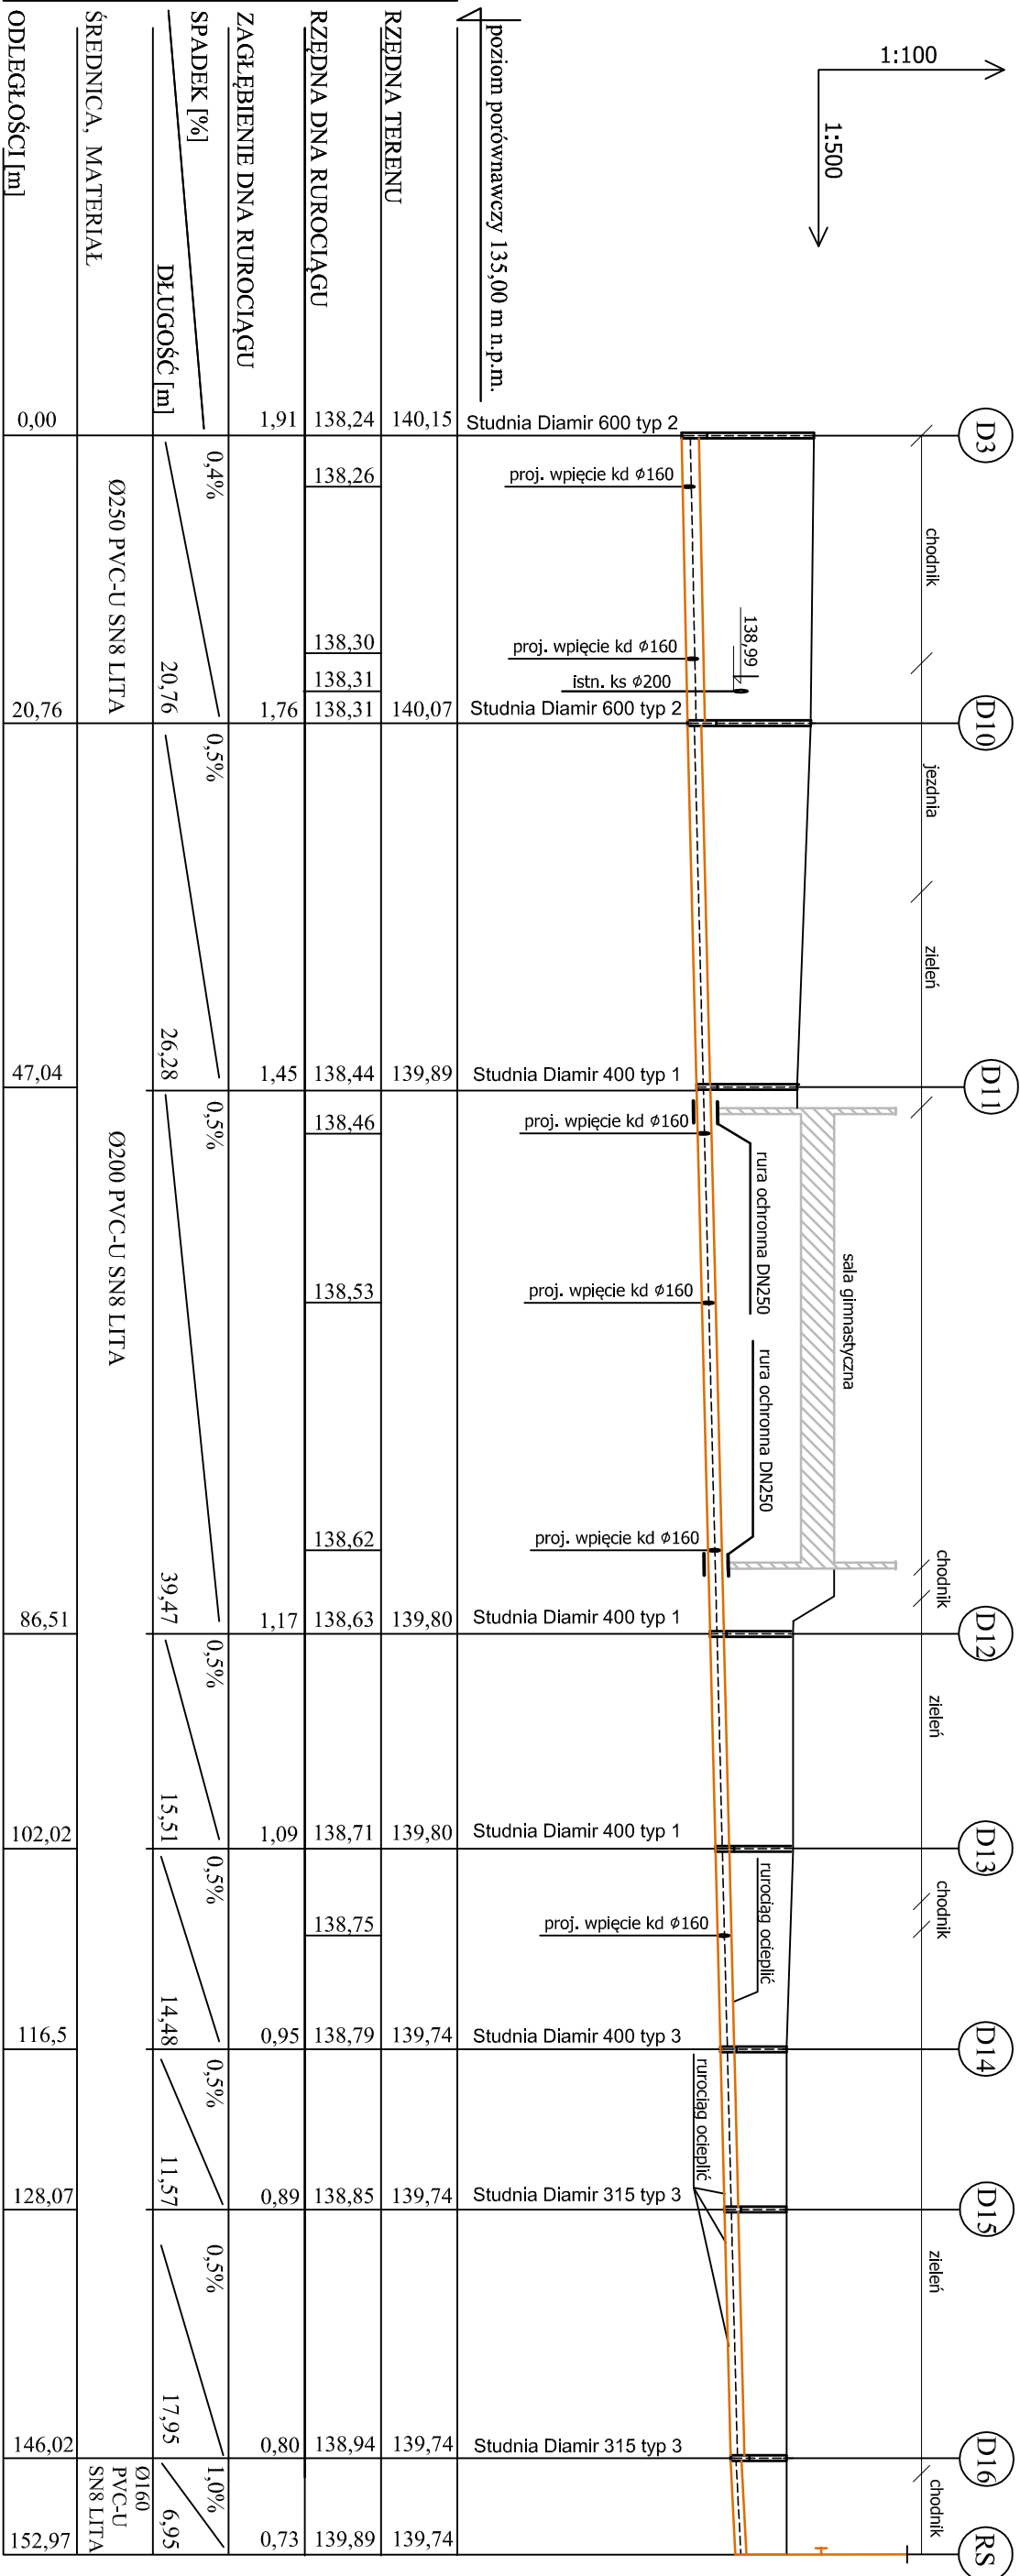 1:100
1:500
D3
D10
D11
D12
D13
D14
D15
D16
RS
chodnik
jezdnia
zieleń
sala gimnastyczna
chodnik
zieleń
chodnik
zieleń
chodnik
138,99
rura ochronna DN250
rura ochronna DN250
rurociąg ocieplić
rurociąg ocieplić
proj. wpięcie kd ϕ160
proj. wpięcie kd ϕ160
istn. ks ϕ200
proj. wpięcie kd ϕ160
proj. wpięcie kd ϕ160
proj. wpięcie kd ϕ160
proj. wpięcie kd ϕ160
poziom porównawczy 135,00 m n.p.m.
Studnia Diamir 600 typ 2
Studnia Diamir 600 typ 2
Studnia Diamir 400 typ 1
Studnia Diamir 400 typ 1
Studnia Diamir 400 typ 1
Studnia Diamir 400 typ 3
Studnia Diamir 315 typ 3
Studnia Diamir 315 typ 3
RZĘDNA TERENU
140,15 140,07 139,89 139,80 139,80 139,74 139,74 139,74 139,74
RZĘDNA DNA RUROCIĄGU
138,24 138,26 138,30 138,31 138,31 138,44 138,46 138,53 138,62 138,63 138,71 138,75 138,79 138,85 138,94 139,89
ZAGŁĘBIENIE DNA RUROCIĄGU
1,91 1,76 1,45 1,17 1,09 0,95 0,89 0,80 0,73
SPADEK [%]
0,4% 0,5% 0,5% 0,5% 0,5% 0,5% 0,5% 1,0%
DŁUGOŚĆ [m]
20,76 26,28 39,47 15,51 14,48 11,57 17,95 6,95
ŚREDNICA, MATERIAŁ
Ø250 PVC-U SN8 LITA
Ø200 PVC-U SN8 LITA
Ø160
PVC-U
SN8 LITA
ODLEGŁOŚCI [m]
0,00 20,76 47,04 86,51 102,02 116,5 128,07 146,02 152,97